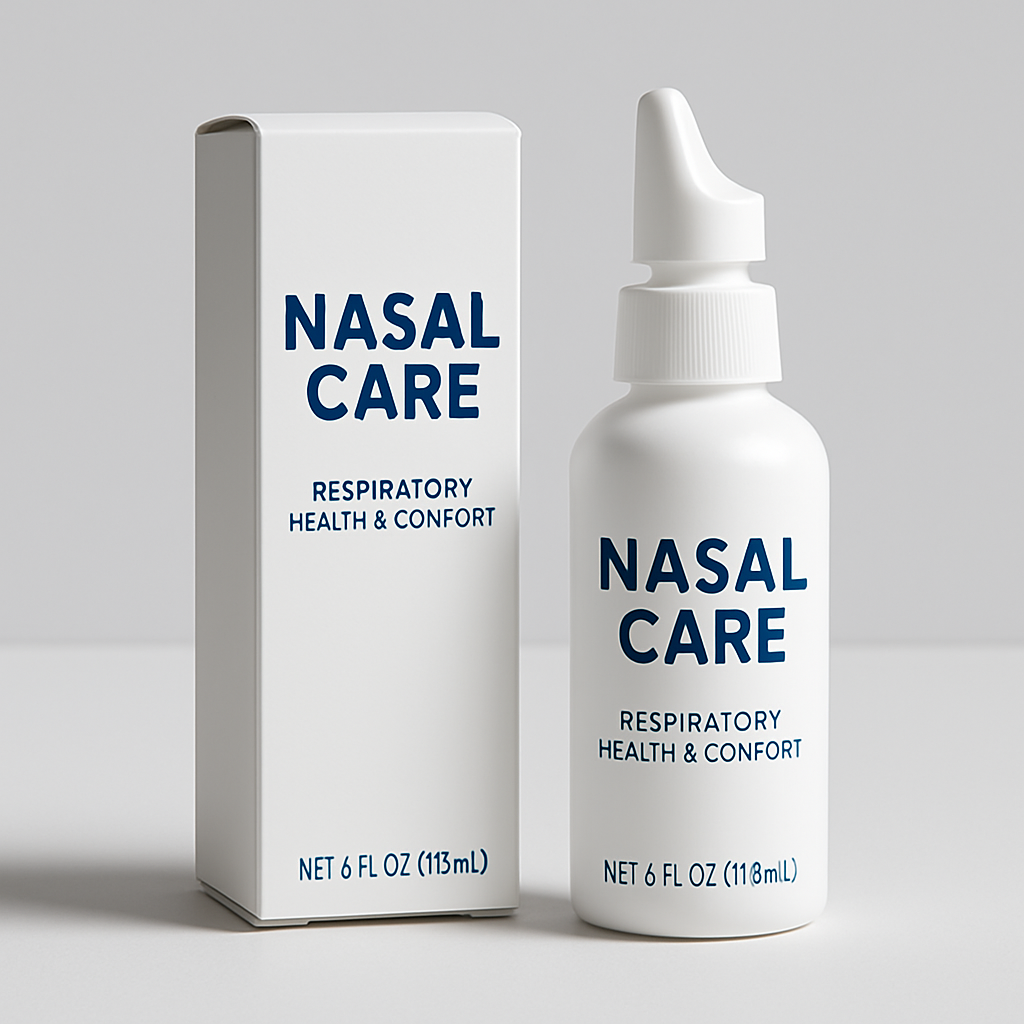 NASAL
CARE
RESPIRATORY
HEALTH & CONFORT
NET 6 FL OZ (113mL)
NASAL
CARE
RESPIRATORY
HEALTH & CONFORT
NET 6 FL OZ